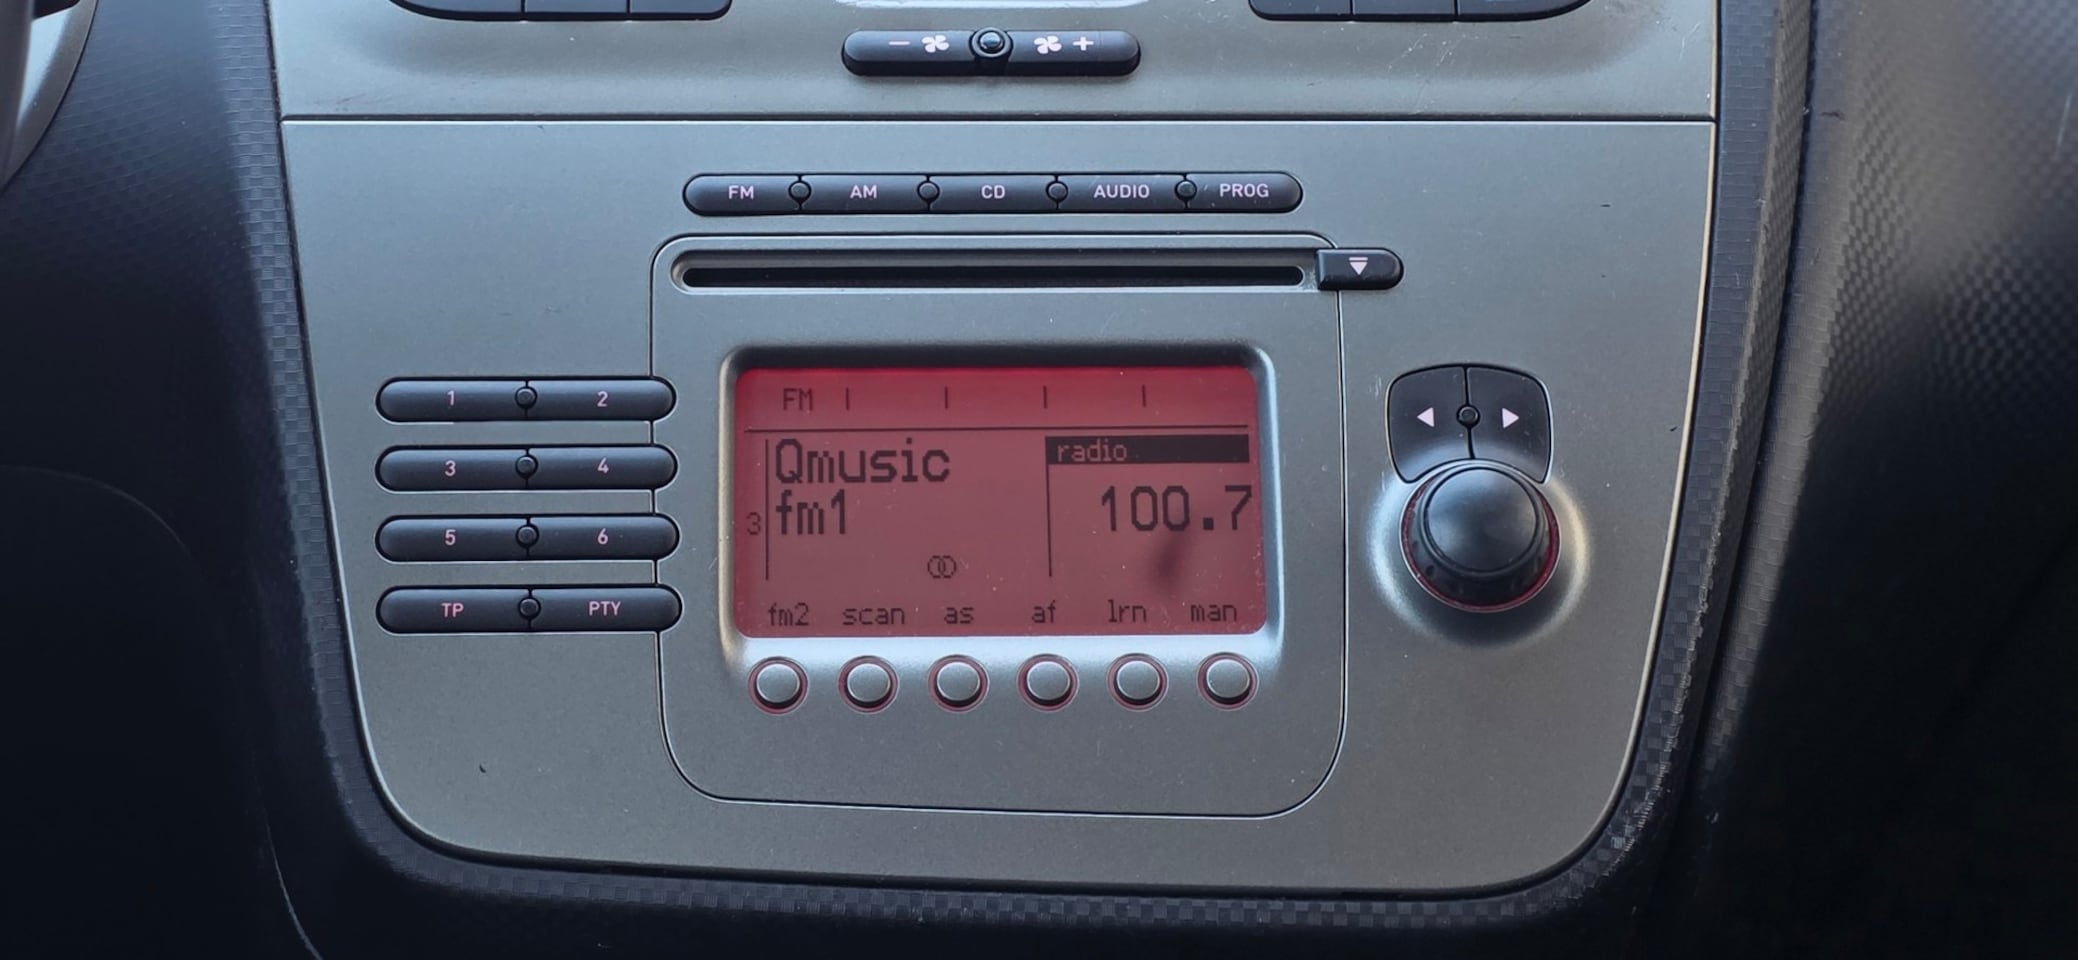 - +
FM AM CD AUDIO PROG
1 2
3 4
5 6
TP PTY
FM
Qmusic radio
3 fm1 100.7
fm2 scan as af lrn man